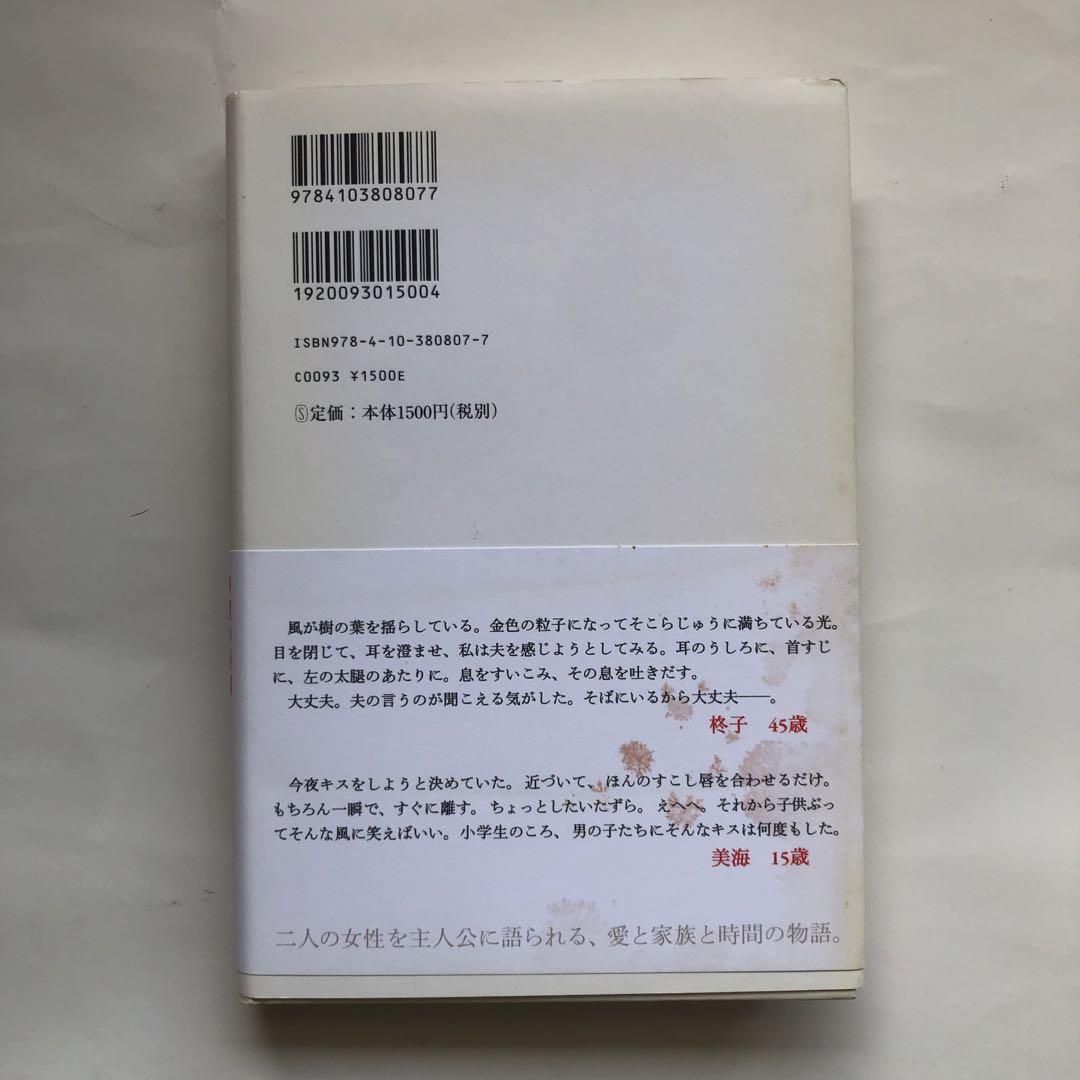 9784103808077
1920093015004
ISBN978-4-10-380807-7
C0093 ¥1500E
Ⓢ定価：本体1500円(税別)
風が樹の葉を揺らしている。金色の粒子になってそこらじゅうに満ちている光。
目を閉じて、耳を澄ませ、私は夫を感じようとしてみる。耳のうしろに、首すじ
に、左の太腿のあたりに。息をすいこみ、その息を吐きだす。
大丈夫。夫の言うのが聞こえる気がした。そばにいるから大丈夫――。
柊子　45歳
今夜キスをしようと決めていた。近づいて、ほんのすこし唇を合わせるだけ。
もちろん一瞬で、すぐに離す。ちょっとしたいたずら。えへへ。それから子供ぶっ
てそんな風に笑えばいい。小学生のころ、男の子たちにそんなキスは何度もした。
美海　15歳
二人の女性を主人公に語られる、愛と家族と時間の物語。